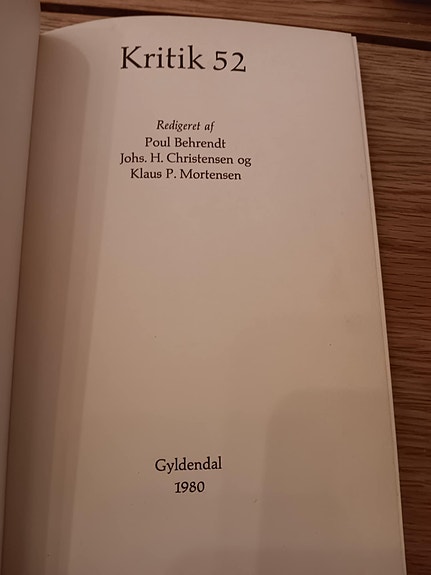 Kritik 52
Redigeret af
Poul Behrendt
Johs. H. Christensen og
Klaus P. Mortensen
Gyldendal
1980